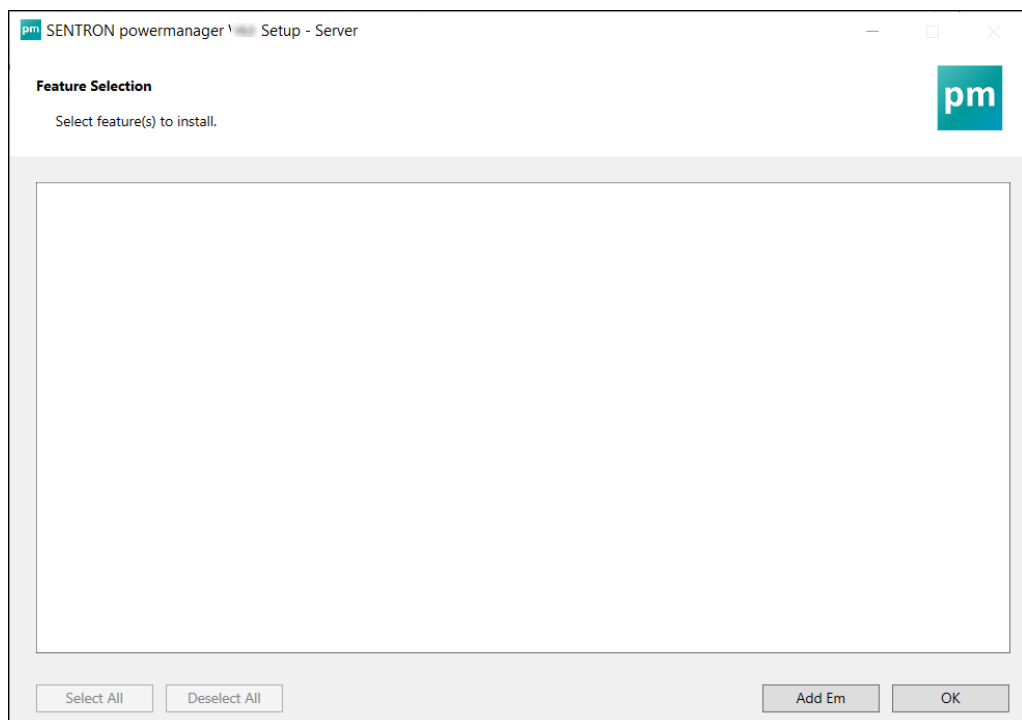 pm SENTRON powermanager Setup - Server
Feature Selection
pm
Select feature(s) to install.
Select All Deselect All Add Em OK